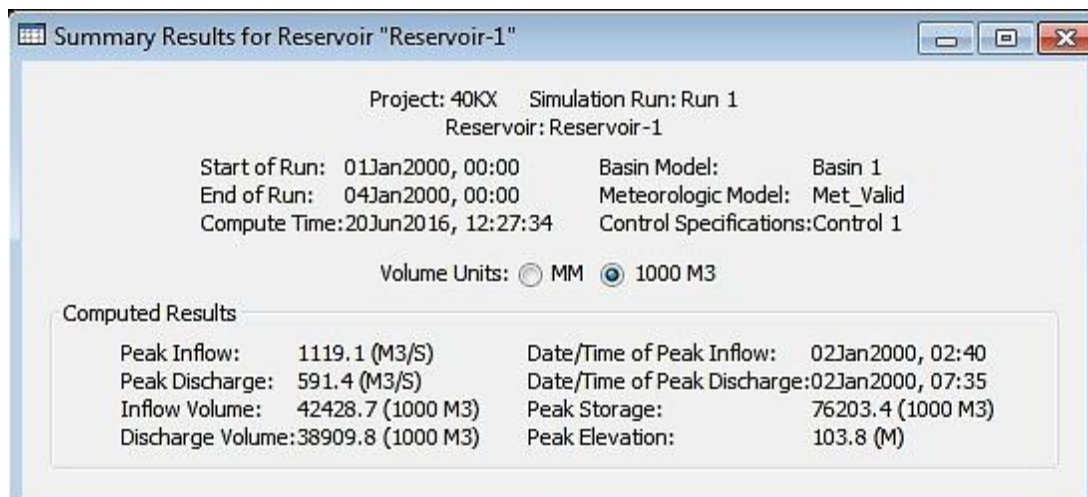 Summary Results for Reservoir "Reservoir-1"
Project: 40KX Simulation Run: Run 1
Reservoir: Reservoir-1
Start of Run: 01Jan2000, 00:00 Basin Model: Basin 1
End of Run: 04Jan2000, 00:00 Meteorologic Model: Met_Valid
Compute Time:20Jun2016, 12:27:34 Control Specifications:Control 1
Volume Units: MM 1000 M3
Computed Results
Peak Inflow: 1119.1 (M3/S) Date/Time of Peak Inflow: 02Jan2000, 02:40
Peak Discharge: 591.4 (M3/S) Date/Time of Peak Discharge:02Jan2000, 07:35
Inflow Volume: 42428.7 (1000 M3) Peak Storage: 76203.4 (1000 M3)
Discharge Volume:38909.8 (1000 M3) Peak Elevation: 103.8 (M)